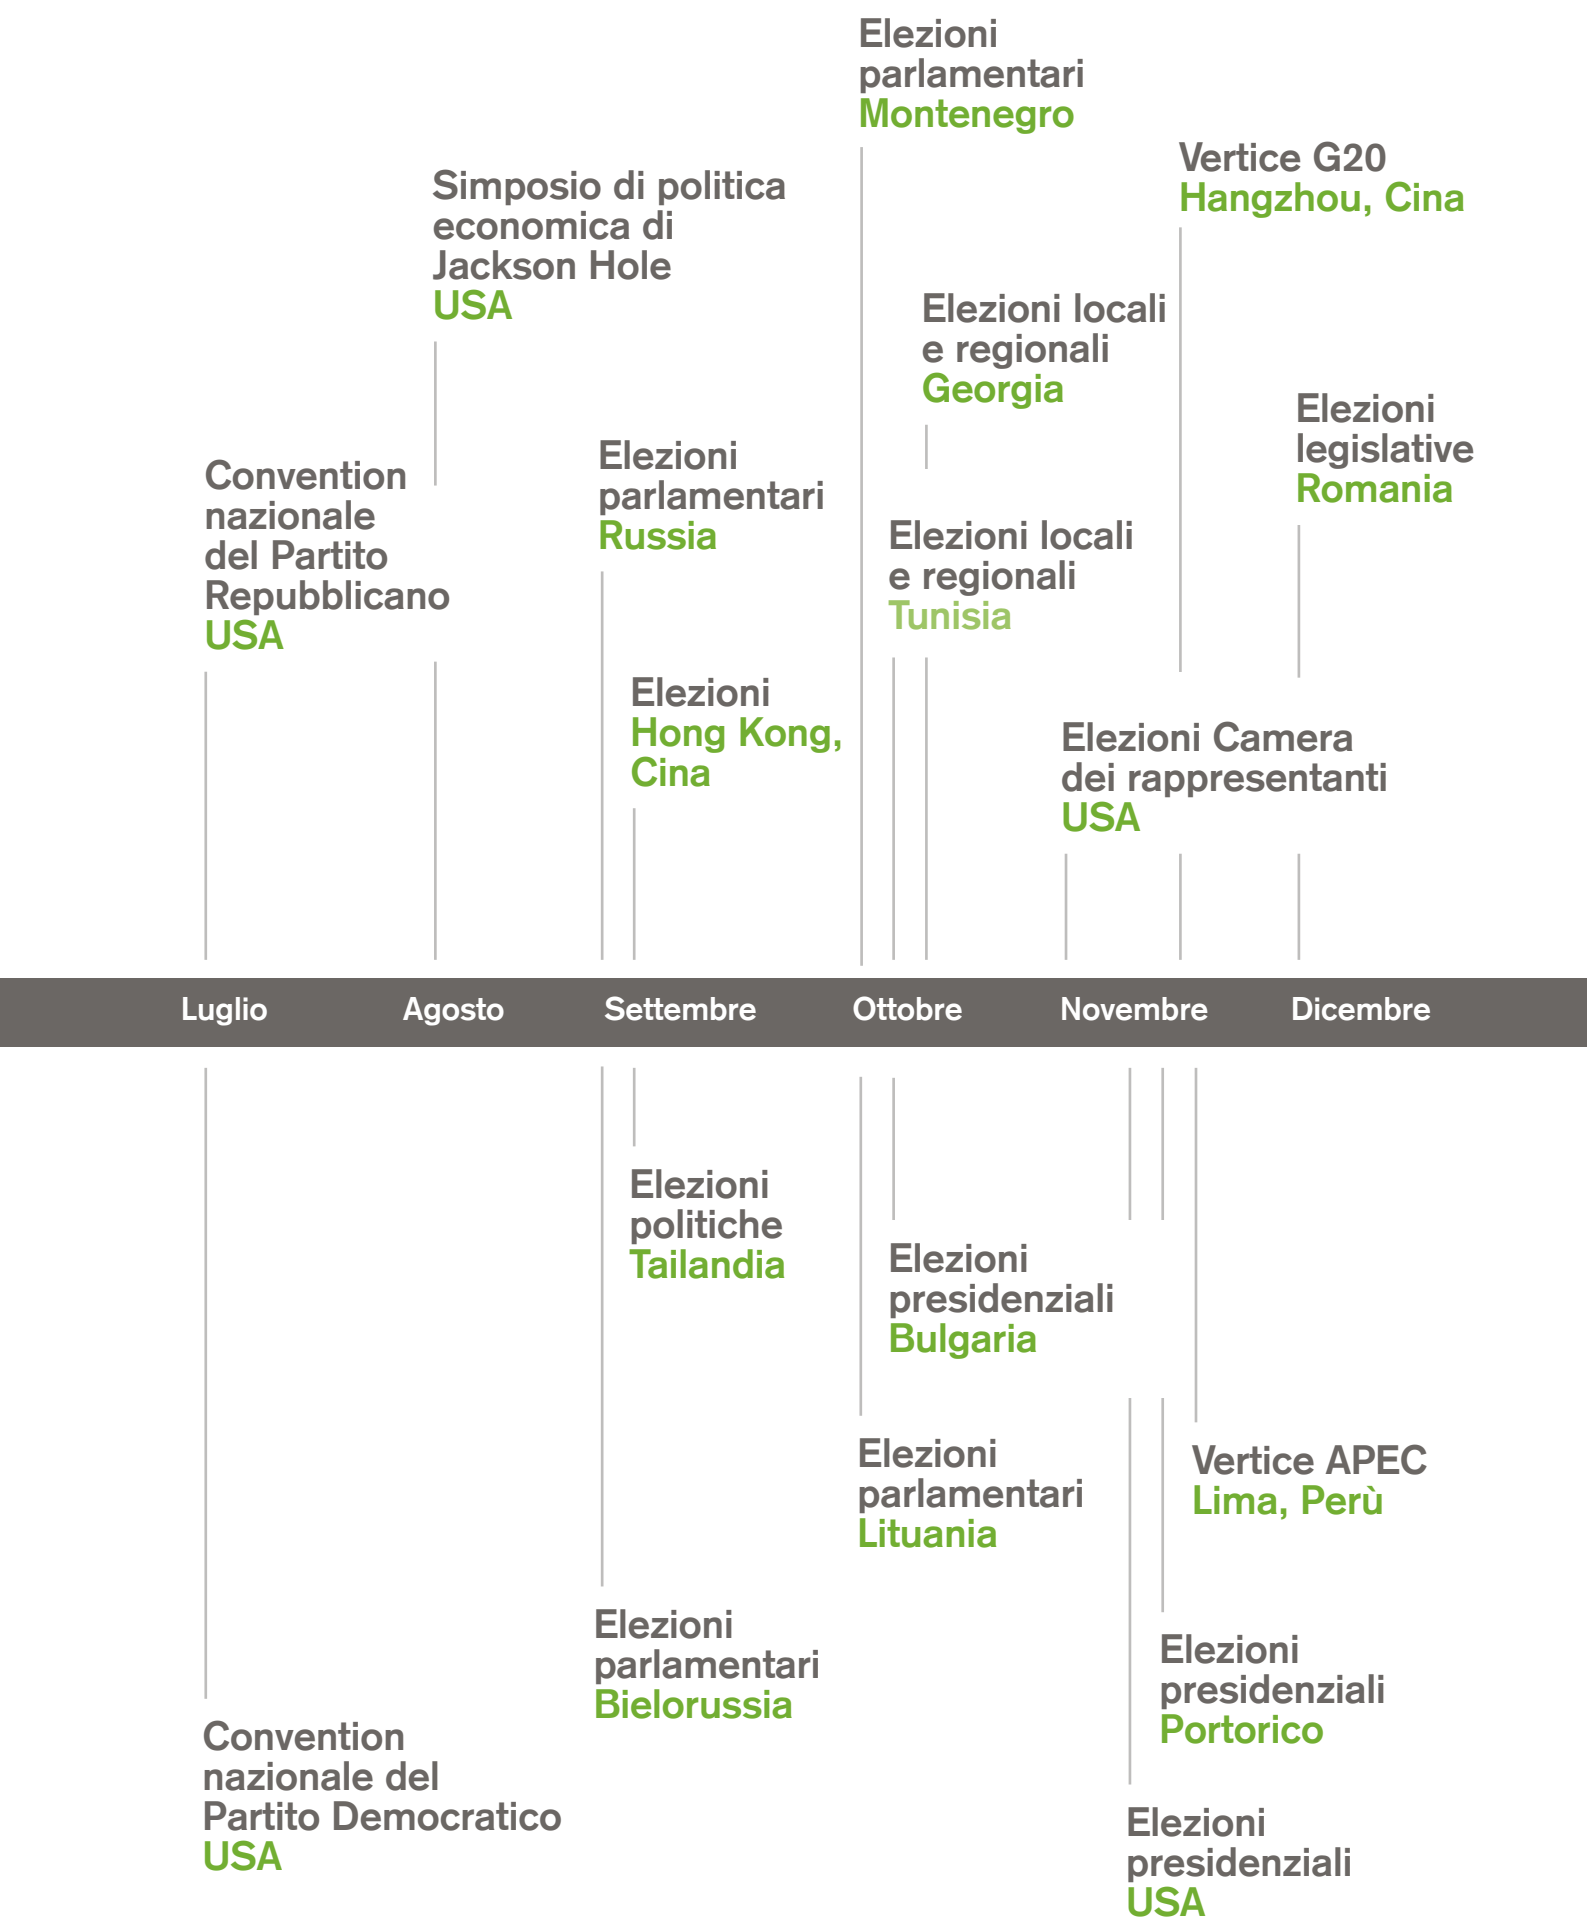 Elezioni
parlamentari
Montenegro
Vertice G20
Hangzhou, Cina
Simposio di politica
economica di
Jackson Hole
USA
Elezioni locali
e regionali
Georgia
Elezioni
legislative
Romania
Convention
nazionale
del Partito
Repubblicano
USA
Elezioni
parlamentari
Russia
Elezioni locali
e regionali
Tunisia
Elezioni
Hong Kong,
Cina
Elezioni Camera
dei rappresentanti
USA
Luglio
Agosto
Settembre
Ottobre
Novembre
Dicembre
Elezioni
politiche
Tailandia
Elezioni
presidenziali
Bulgaria
Elezioni
parlamentari
Lituania
Vertice APEC
Lima, Perù
Elezioni
parlamentari
Bielorussia
Elezioni
presidenziali
Portorico
Convention
nazionale del
Partito Democratico
USA
Elezioni
presidenziali
USA